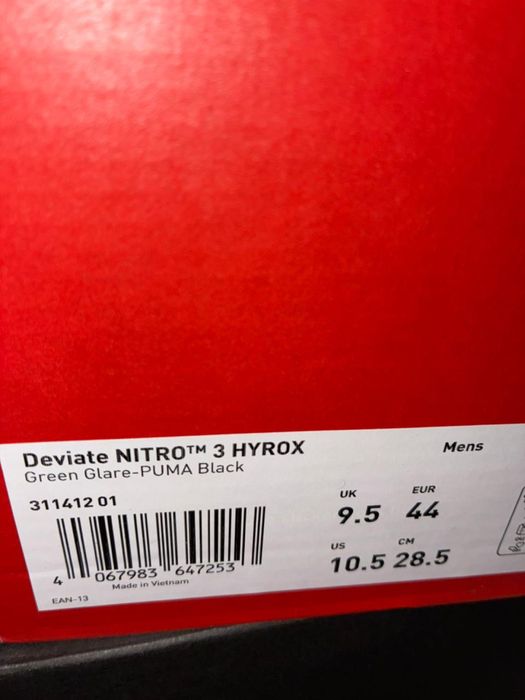 Deviate NITRO™ 3 HYROX
Mens
Green Glare-PUMA Black
311412 01
UK
9.5
EUR
44
US
10.5
CM
28.5
4 067983 647253
Made in Vietnam
EAN-13